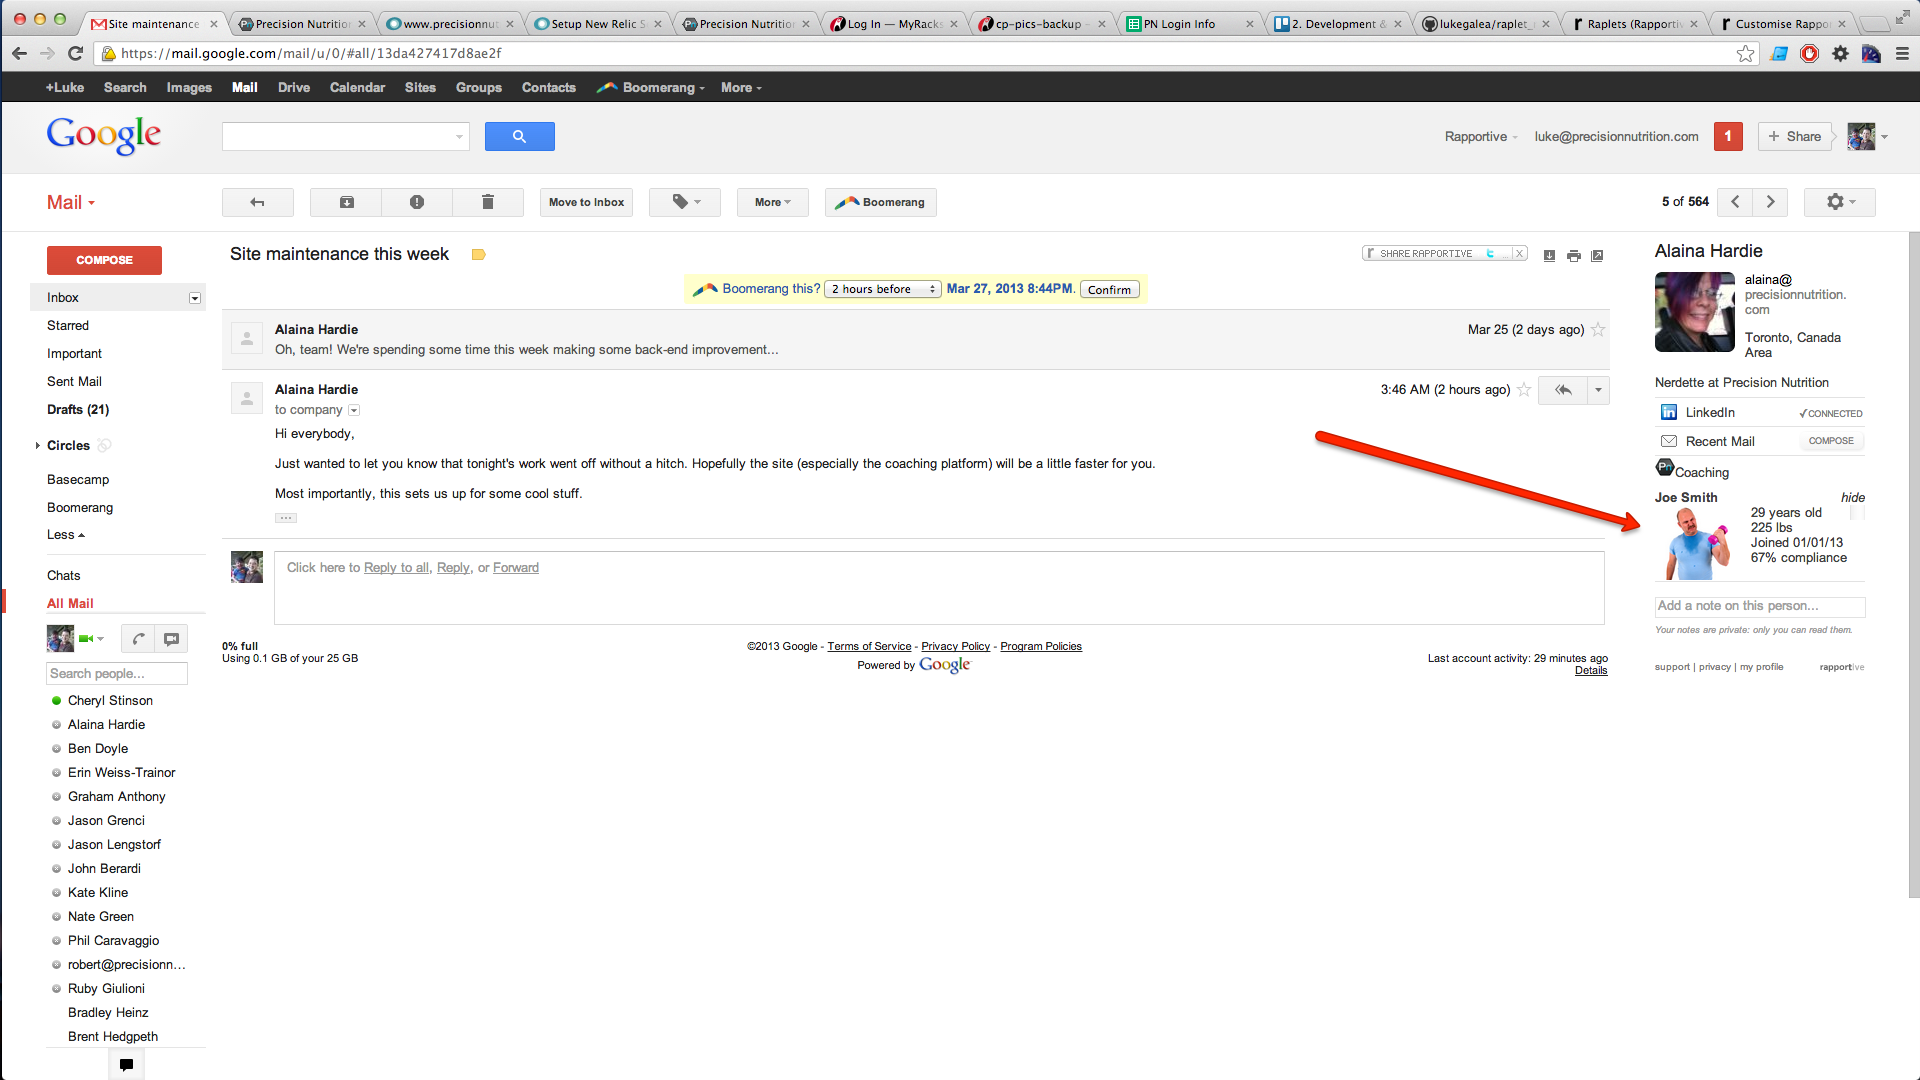 Site maintenance
Precision Nutrition
www.precisionnut
Setup New Relic S
Precision Nutrition
Log In — MyRacks
cp-pics-backup
PN Login Info
2. Development &
lukegalea/raplet_
Raplets (Rapportiv
Customise Rappor
https://mail.google.com/mail/u/0/#all/13da427417d8ae2f
+Luke Search Images Mail Drive Calendar Sites Groups Contacts Boomerang More
Google
Rapportive luke@precisionnutrition.com 1 + Share
Mail
Move to Inbox More Boomerang
5 of 564
COMPOSE
Inbox
Starred
Important
Sent Mail
Drafts (21)
Circles
Basecamp
Boomerang
Less
Chats
All Mail
Search people...
Cheryl Stinson
Alaina Hardie
Ben Doyle
Erin Weiss-Trainor
Graham Anthony
Jason Grenci
Jason Lengstorf
John Berardi
Kate Kline
Nate Green
Phil Caravaggio
robert@precisionn…
Ruby Giulioni
Bradley Heinz
Brent Hedgpeth
Site maintenance this week
r SHARE RAPPORTIVE t ... X
Boomerang this? 2 hours before Mar 27, 2013 8:44PM. Confirm
Alaina Hardie Mar 25 (2 days ago)
Oh, team! We're spending some time this week making some back-end improvement...
Alaina Hardie 3:46 AM (2 hours ago)
to company
Hi everybody,
Just wanted to let you know that tonight's work went off without a hitch. Hopefully the site (especially the coaching platform) will be a little faster for you.
Most importantly, this sets us up for some cool stuff.
Click here to Reply to all, Reply, or Forward
0% full
Using 0.1 GB of your 25 GB
©2013 Google - Terms of Service - Privacy Policy - Program Policies
Powered by Google
Last account activity: 29 minutes ago
Details
Alaina Hardie
alaina@
precisionnutrition.
com
Toronto, Canada
Area
Nerdette at Precision Nutrition
in LinkedIn ✓CONNECTED
Recent Mail COMPOSE
Pn Coaching
Joe Smith hide
29 years old
225 lbs
Joined 01/01/13
67% compliance
Add a note on this person...
Your notes are private: only you can read them.
support | privacy | my profile rapportive